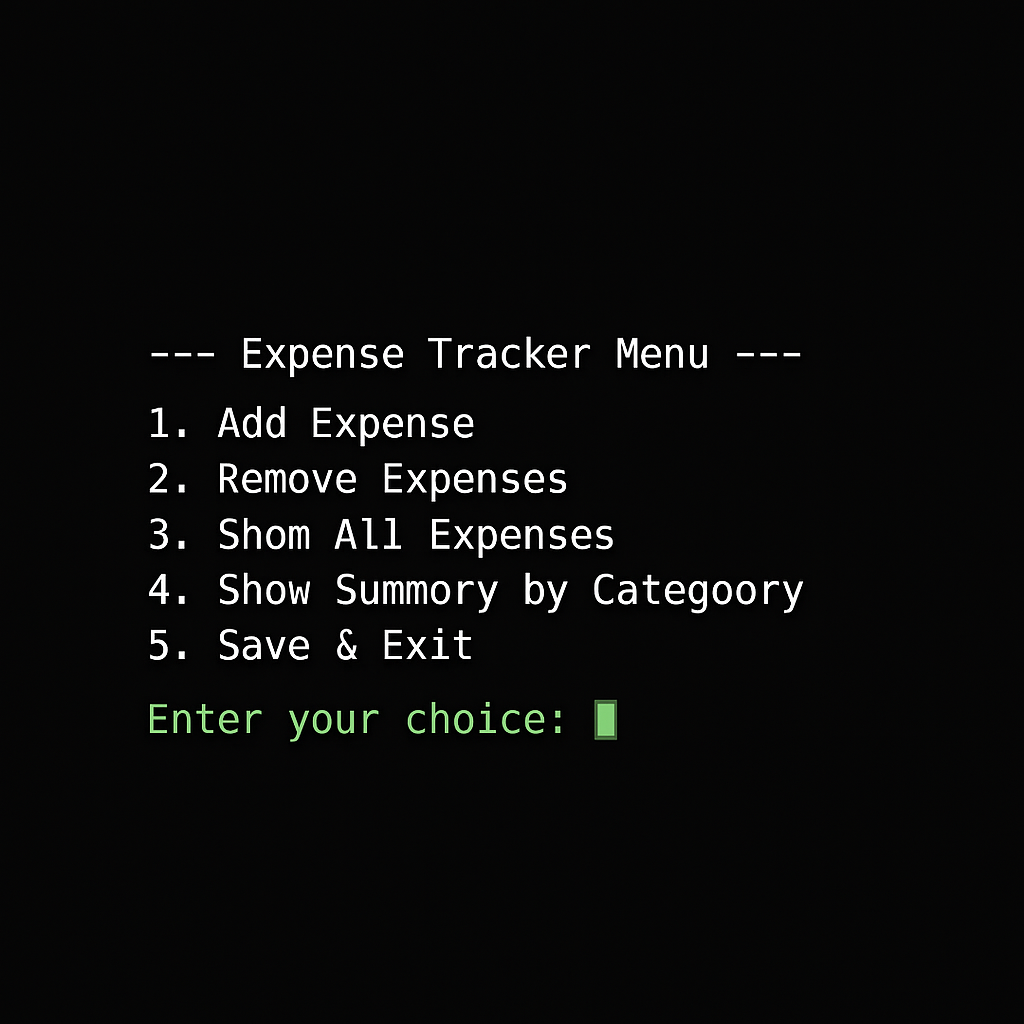 --- Expense Tracker Menu ---
1. Add Expense
2. Remove Expenses
3. Shom All Expenses
4. Show Summory by Categoory
5. Save & Exit
Enter your choice: